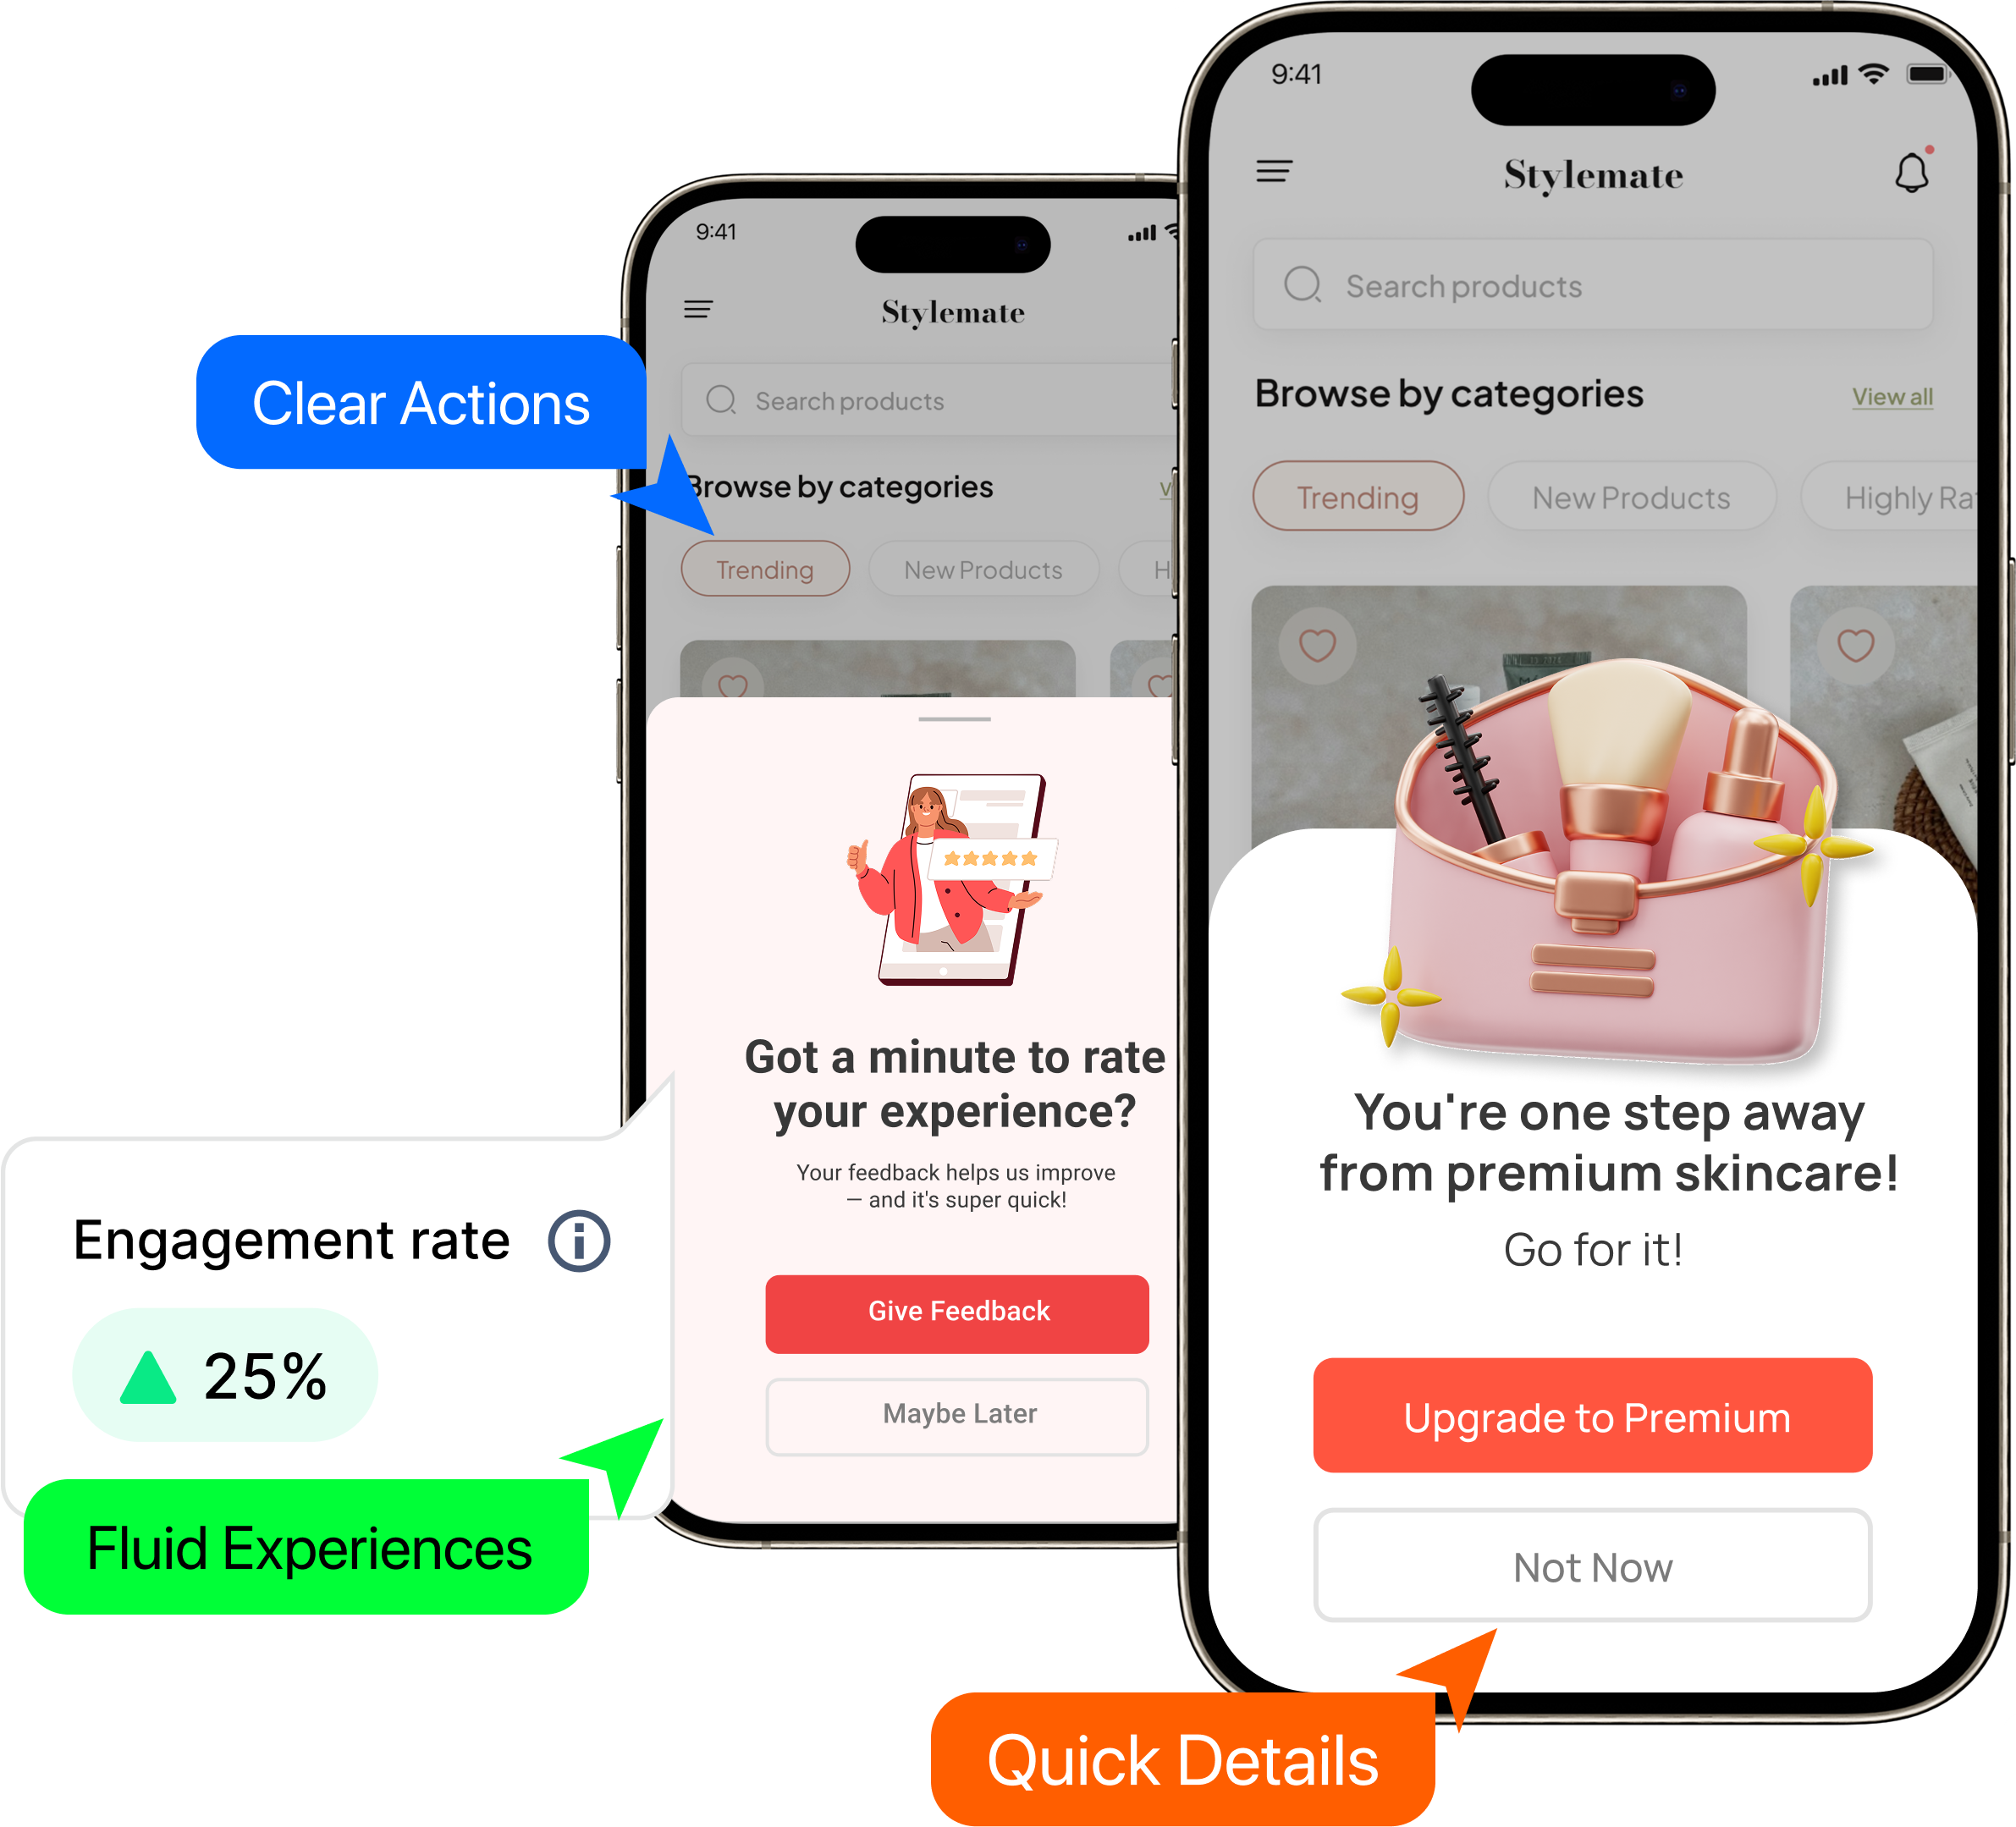 9:41
Stylemate
Search products
Browse by categories
View all
Trending
New Products
Highly Ra
You're one step away
from premium skincare!
Go for it!
Upgrade to Premium
Not Now
Quick Details
9:41
Stylemate
Clear Actions
Search products
Browse by categories
Trending
New Products
H
Got a minute to rate
your experience?
Your feedback helps us improve
— and it's super quick!
Give Feedback
Maybe Later
Engagement rate
25%
Fluid Experiences